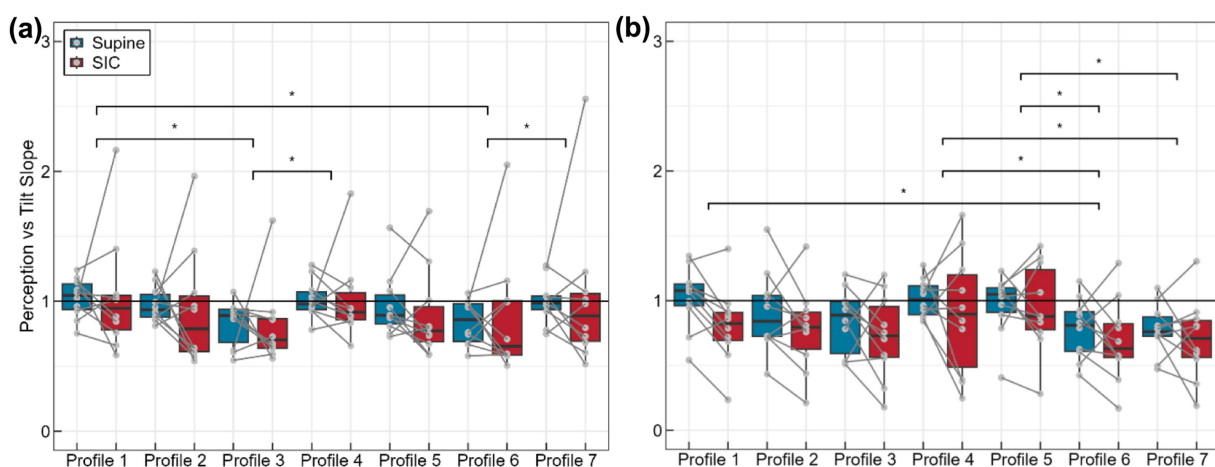 (a)
Supine
SIC
Perception vs Tilt Slope
3
2
1
0
* * * *
Profile 1 Profile 2 Profile 3 Profile 4 Profile 5 Profile 6 Profile 7
(b)
3
2
1
0
* * * * *
Profile 1 Profile 2 Profile 3 Profile 4 Profile 5 Profile 6 Profile 7